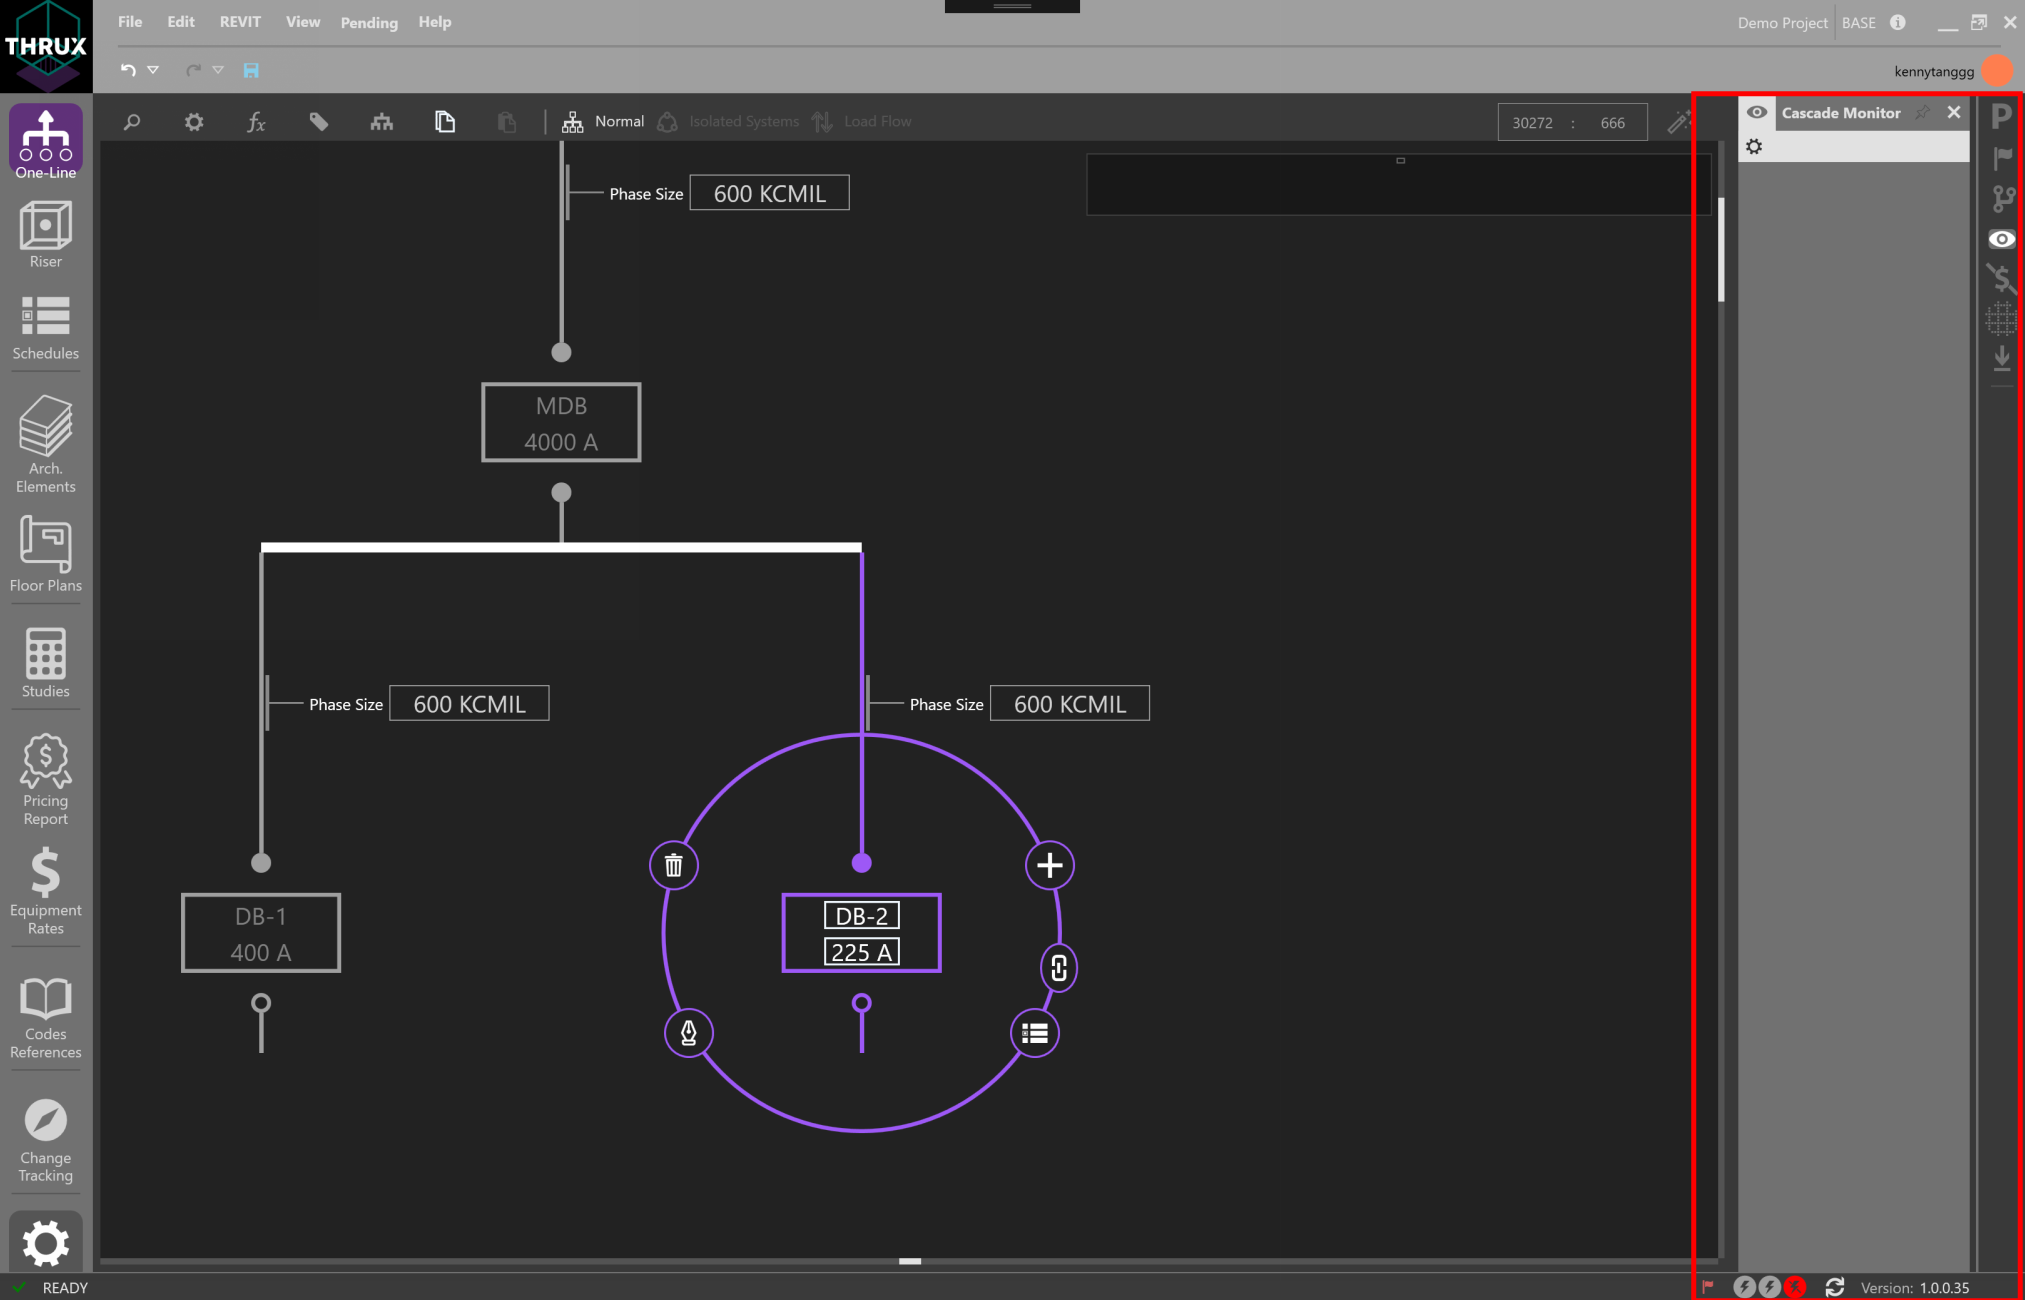 THRUX
File Edit REVIT View Pending Help
Demo Project BASE
kennytanggg
Normal Isolated Systems Load Flow
30272 : 666
Cascade Monitor
One-Line
Riser
Schedules
Arch.
Elements
Floor Plans
Studies
Pricing
Report
Equipment
Rates
Codes
References
Change
Tracking
Phase Size 600 KCMIL
MDB
4000 A
Phase Size 600 KCMIL
Phase Size 600 KCMIL
DB-1
400 A
DB-2
225 A
READY
Version: 1.0.0.35